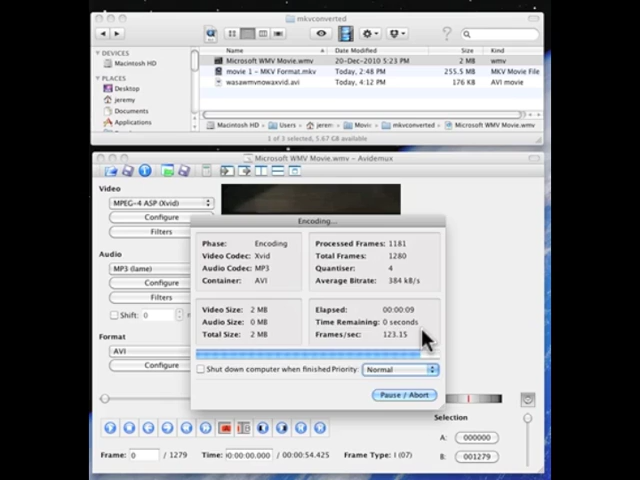 mkvconverted
Name Date Modified Size Kind
DEVICES
Macintosh HD
PLACES
Desktop
jeremy
Documents
Applications
Microsoft WMV Movie.wmv 20-Dec-2010 5:23 PM 2 MB wmv
movie 1 - MKV Format.mkv Today, 2:48 PM 255.5 MB MKV Movie File
wasawmvnowaxvid.avi Today, 4:12 PM 176 KB AVI movie
Macintosh HD Users jerem Movie mkvconverted Microsoft WMV Movie.wmv
1 of 3 selected, 5.67 GB available
Microsoft WMV Movie.wmv - Avidemux
Video
MPEG-4 ASP (Xvid)
Configure
Filters
Audio
MP3 (lame)
Configure
Filters
Shift: 0
Format
AVI
Configure
Encoding...
Phase: Encoding
Video Codec: Xvid
Audio Codec: MP3
Container: AVI
Processed Frames: 1181
Total Frames: 1280
Quantiser: 4
Average Bitrate: 384 kB/s
Video Size: 2 MB
Audio Size: 0 MB
Total Size: 2 MB
Elapsed: 00:00:09
Time Remaining: 0 seconds
Frames/sec: 123.15
Shut down computer when finished Priority: Normal
Pause / Abort
Selection
A: 000000
B: 001279
Frame: 0 / 1279 Time: 00:00:00.000 / 00:00:54.425 Frame Type: I (07)